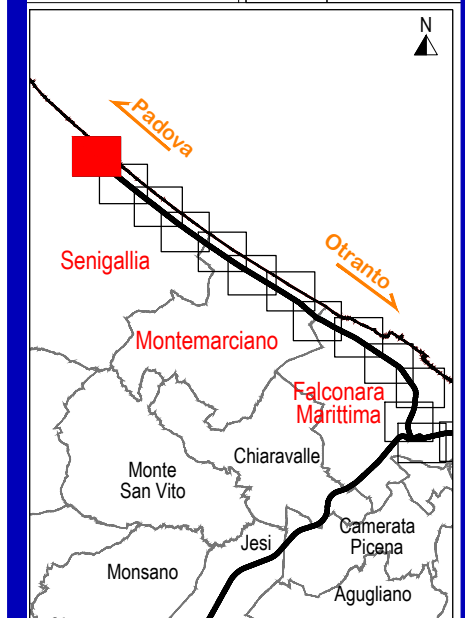 N
Padova
Senigallia
Otranto
Montemarciano
Falconara
Marittima
Chiaravalle
Monte
San Vito
Camerata
Picena
Jesi
Monsano
Agugliano